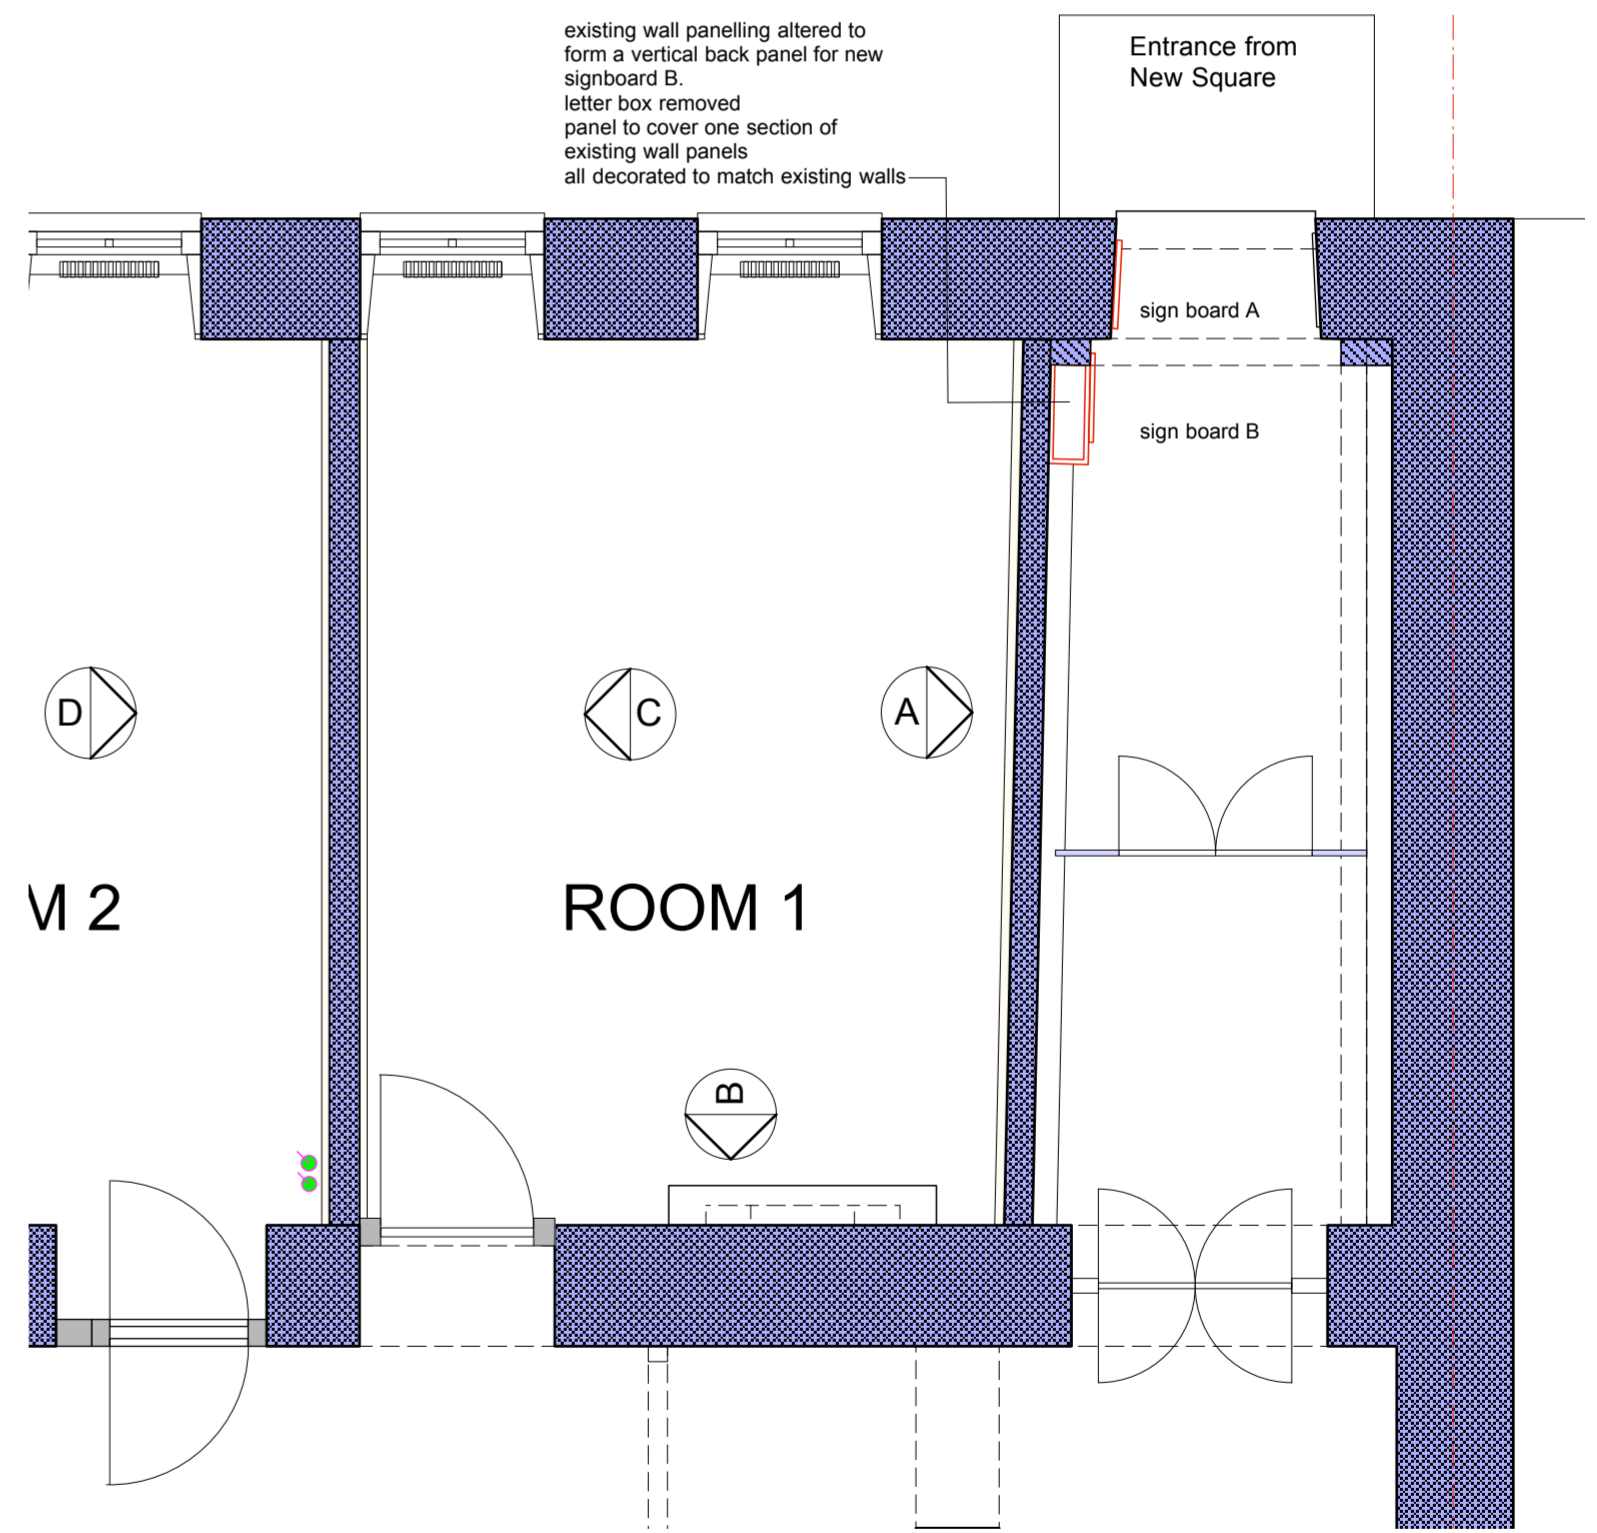 existing wall panelling altered to
form a vertical back panel for new
signboard B.
letter box removed
panel to cover one section of
existing wall panels
all decorated to match existing walls
Entrance from
New Square
sign board A
sign board B
D
C
A
M 2
ROOM 1
B